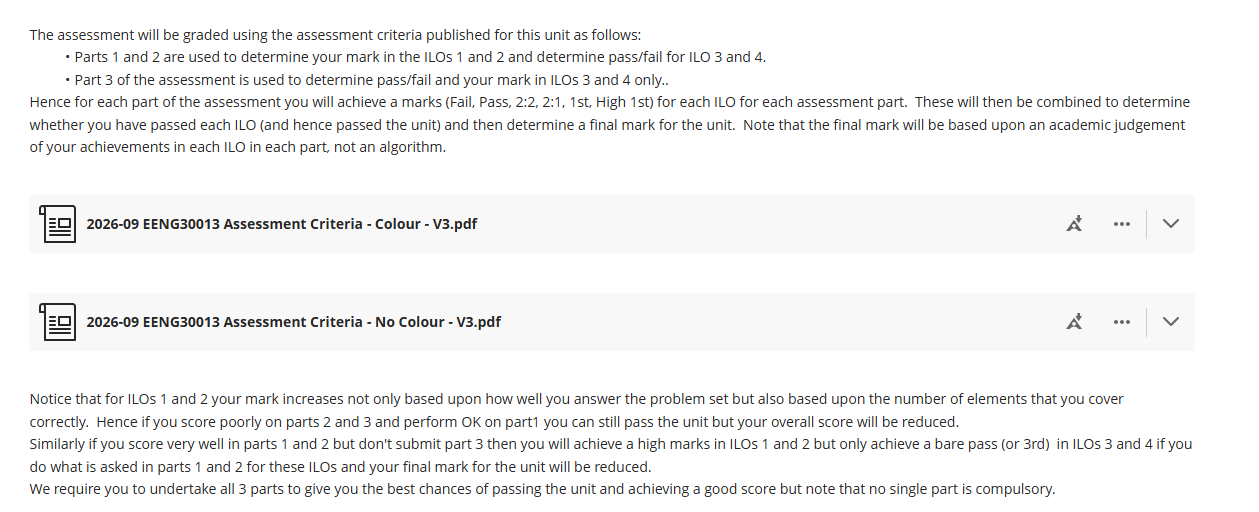 The assessment will be graded using the assessment criteria published for this unit as follows:
• Parts 1 and 2 are used to determine your mark in the ILOs 1 and 2 and determine pass/fail for ILO 3 and 4.
• Part 3 of the assessment is used to determine pass/fail and your mark in ILOs 3 and 4 only..
Hence for each part of the assessment you will achieve a marks (Fail, Pass, 2:2, 2:1, 1st, High 1st) for each ILO for each assessment part.  These will then be combined to determine
whether you have passed each ILO (and hence passed the unit) and then determine a final mark for the unit.  Note that the final mark will be based upon an academic judgement
of your achievements in each ILO in each part, not an algorithm.
2026-09 EENG30013 Assessment Criteria - Colour - V3.pdf
2026-09 EENG30013 Assessment Criteria - No Colour - V3.pdf
Notice that for ILOs 1 and 2 your mark increases not only based upon how well you answer the problem set but also based upon the number of elements that you cover
correctly.  Hence if you score poorly on parts 2 and 3 and perform OK on part1 you can still pass the unit but your overall score will be reduced.
Similarly if you score very well in parts 1 and 2 but don't submit part 3 then you will achieve a high marks in ILOs 1 and 2 but only achieve a bare pass (or 3rd)  in ILOs 3 and 4 if you
do what is asked in parts 1 and 2 for these ILOs and your final mark for the unit will be reduced.
We require you to undertake all 3 parts to give you the best chances of passing the unit and achieving a good score but note that no single part is compulsory.